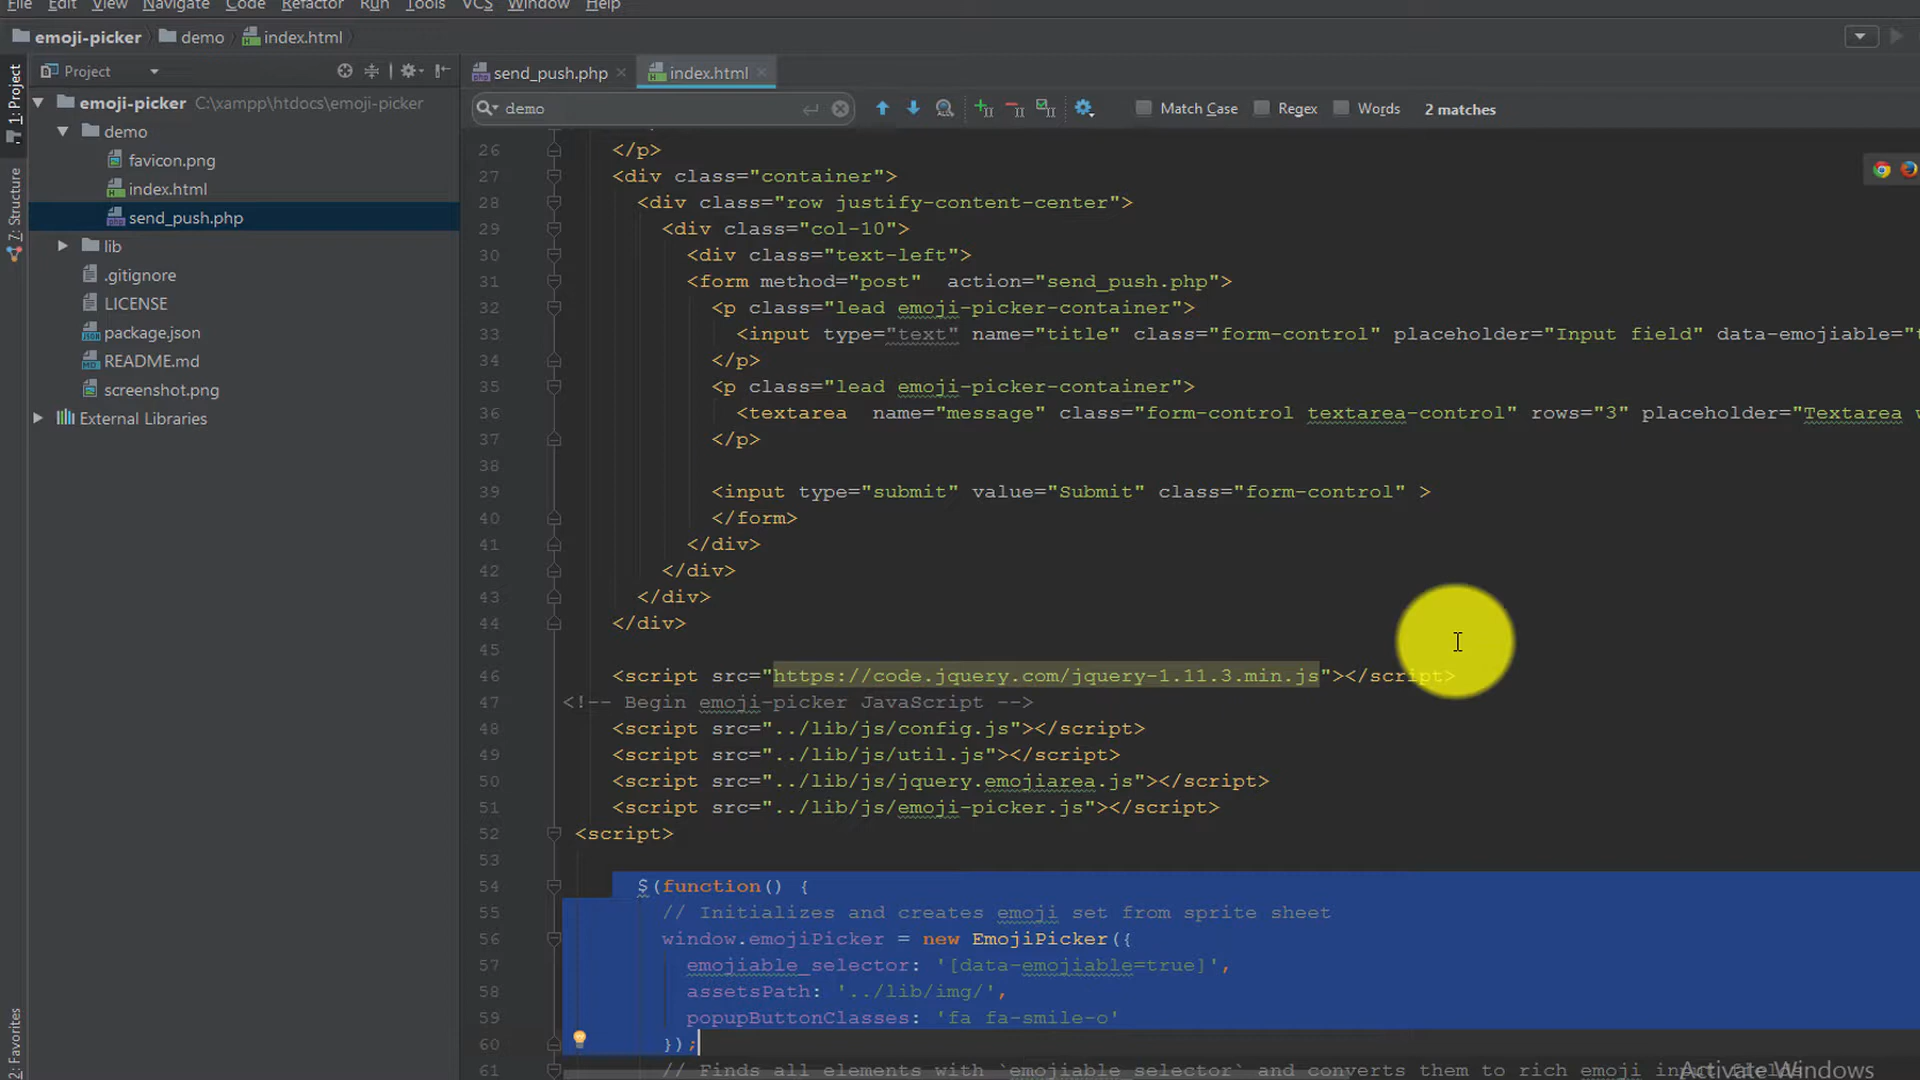 File Edit View Navigate Code Refactor Run Tools VCS Window Help
emoji-picker demo index.html
1: Project
7: Structure
2: Favorites
Project
emoji-picker C:\xampp\htdocs\emoji-picker
demo
favicon.png
index.html
send_push.php
lib
.gitignore
LICENSE
package.json
README.md
screenshot.png
External Libraries
send_push.php index.html
demo Match Case Regex Words 2 matches
26 </p>
27 <div class="container">
28 <div class="row justify-content-center">
29 <div class="col-10">
30 <div class="text-left">
31 <form method="post"  action="send_push.php">
32 <p class="lead emoji-picker-container">
33 <input type="text" name="title" class="form-control" placeholder="Input field" data-emojiable="t
34 </p>
35 <p class="lead emoji-picker-container">
36 <textarea  name="message" class="form-control textarea-control" rows="3" placeholder="Textarea w
37 </p>
38
39 <input type="submit" value="Submit" class="form-control" >
40 </form>
41 </div>
42 </div>
43 </div>
44 </div>
45
46 <script src="https://code.jquery.com/jquery-1.11.3.min.js"></script>
47 <!-- Begin emoji-picker JavaScript -->
48 <script src="../lib/js/config.js"></script>
49 <script src="../lib/js/util.js"></script>
50 <script src="../lib/js/jquery.emojiarea.js"></script>
51 <script src="../lib/js/emoji-picker.js"></script>
52 <script>
53
54 $(function() {
55 // Initializes and creates emoji set from sprite sheet
56 window.emojiPicker = new EmojiPicker({
57 emojiable_selector: '[data-emojiable=true]',
58 assetsPath: '../lib/img/',
59 popupButtonClasses: 'fa fa-smile-o'
60 });
61 // Finds all elements with `emojiable_selector` and converts them to rich emoji input fields
Activate Windows